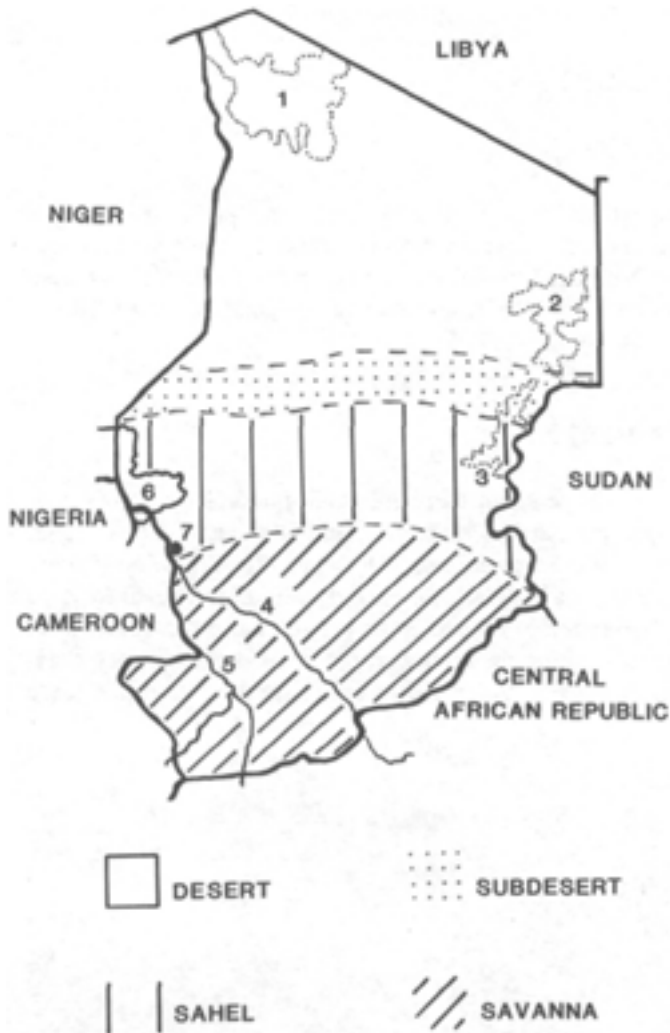 LIBYA
1
NIGER
2
3
SUDAN
6
NIGERIA
7
4
CAMEROON
5
CENTRAL
AFRICAN REPUBLIC
DESERT
SUBDESERT
SAHEL
SAVANNA